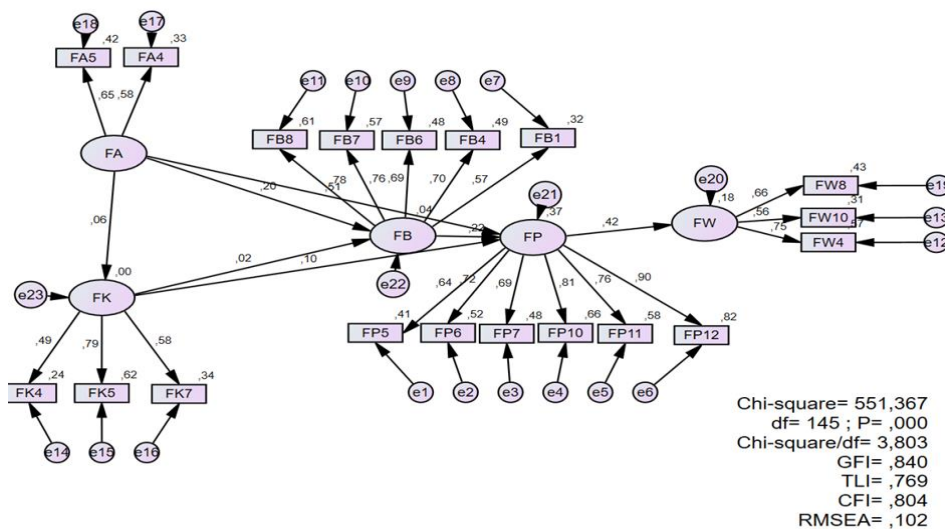 e18
e17
,42
,33
FA5
FA4
,65
,58
FA
e11
e10
e9
e8
e7
,61
,57
,48
,49
,32
FB8
FB7
FB6
FB4
FB1
,78
,76
,69
,70
,57
,20
,51
,04
,06
FB
,22
e22
e21
,37
FP
,42
e20
,18
FW
,43
FW8
,66
,31
FW10
e13
,56
,75
,57
FW4
e12
,02
,10
,00
e23
FK
,49
,79
,58
,24
,62
,34
FK4
FK5
FK7
e14
e15
e16
,64
,72
,69
,81
,76
,90
,41
,52
,48
,66
,58
,82
FP5
FP6
FP7
FP10
FP11
FP12
e1
e2
e3
e4
e5
e6
Chi-square= 551,367
df= 145 ; P= ,000
Chi-square/df= 3,803
GFI= ,840
TLI= ,769
CFI= ,804
RMSEA= ,102